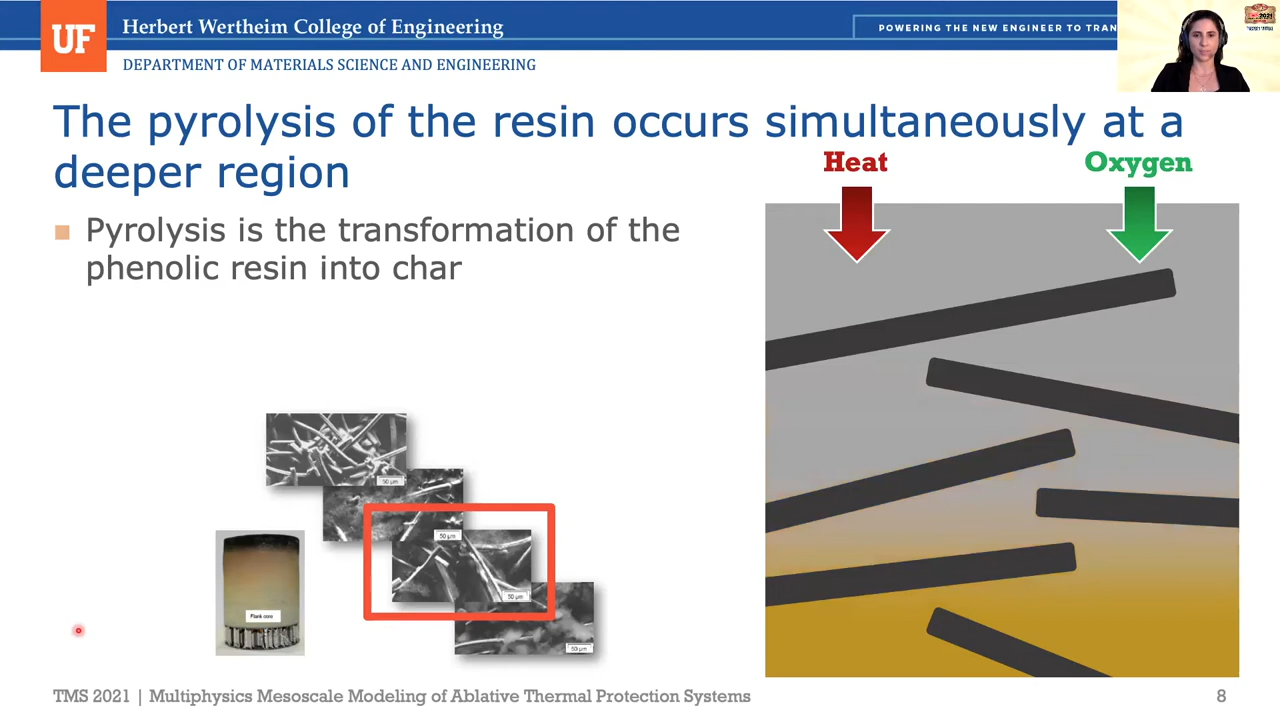 UF
Herbert Wertheim College of Engineering
POWERING THE NEW ENGINEER TO TRAN
TMS2021
DEPARTMENT OF MATERIALS SCIENCE AND ENGINEERING
The pyrolysis of the resin occurs simultaneously at a
deeper region
Heat
Oxygen
Pyrolysis is the transformation of the
phenolic resin into char
50 µm
50 µm
50 µm
50 µm
Flank core
TMS 2021 | Multiphysics Mesoscale Modeling of Ablative Thermal Protection Systems
8